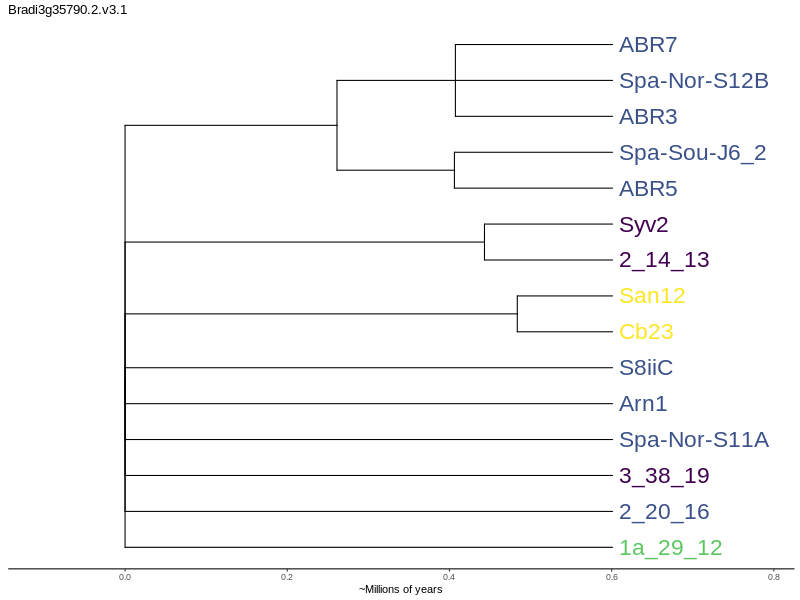 Bradi3g35790.2.v3.1
ABR7
Spa-Nor-S12B
ABR3
Spa-Sou-J6_2
ABR5
Syv2
2_14_13
San12
Cb23
S8iiC
Arn1
Spa-Nor-S11A
3_38_19
2_20_16
1a_29_12
0.0 0.2 0.4 0.6 0.8
~Millions of years